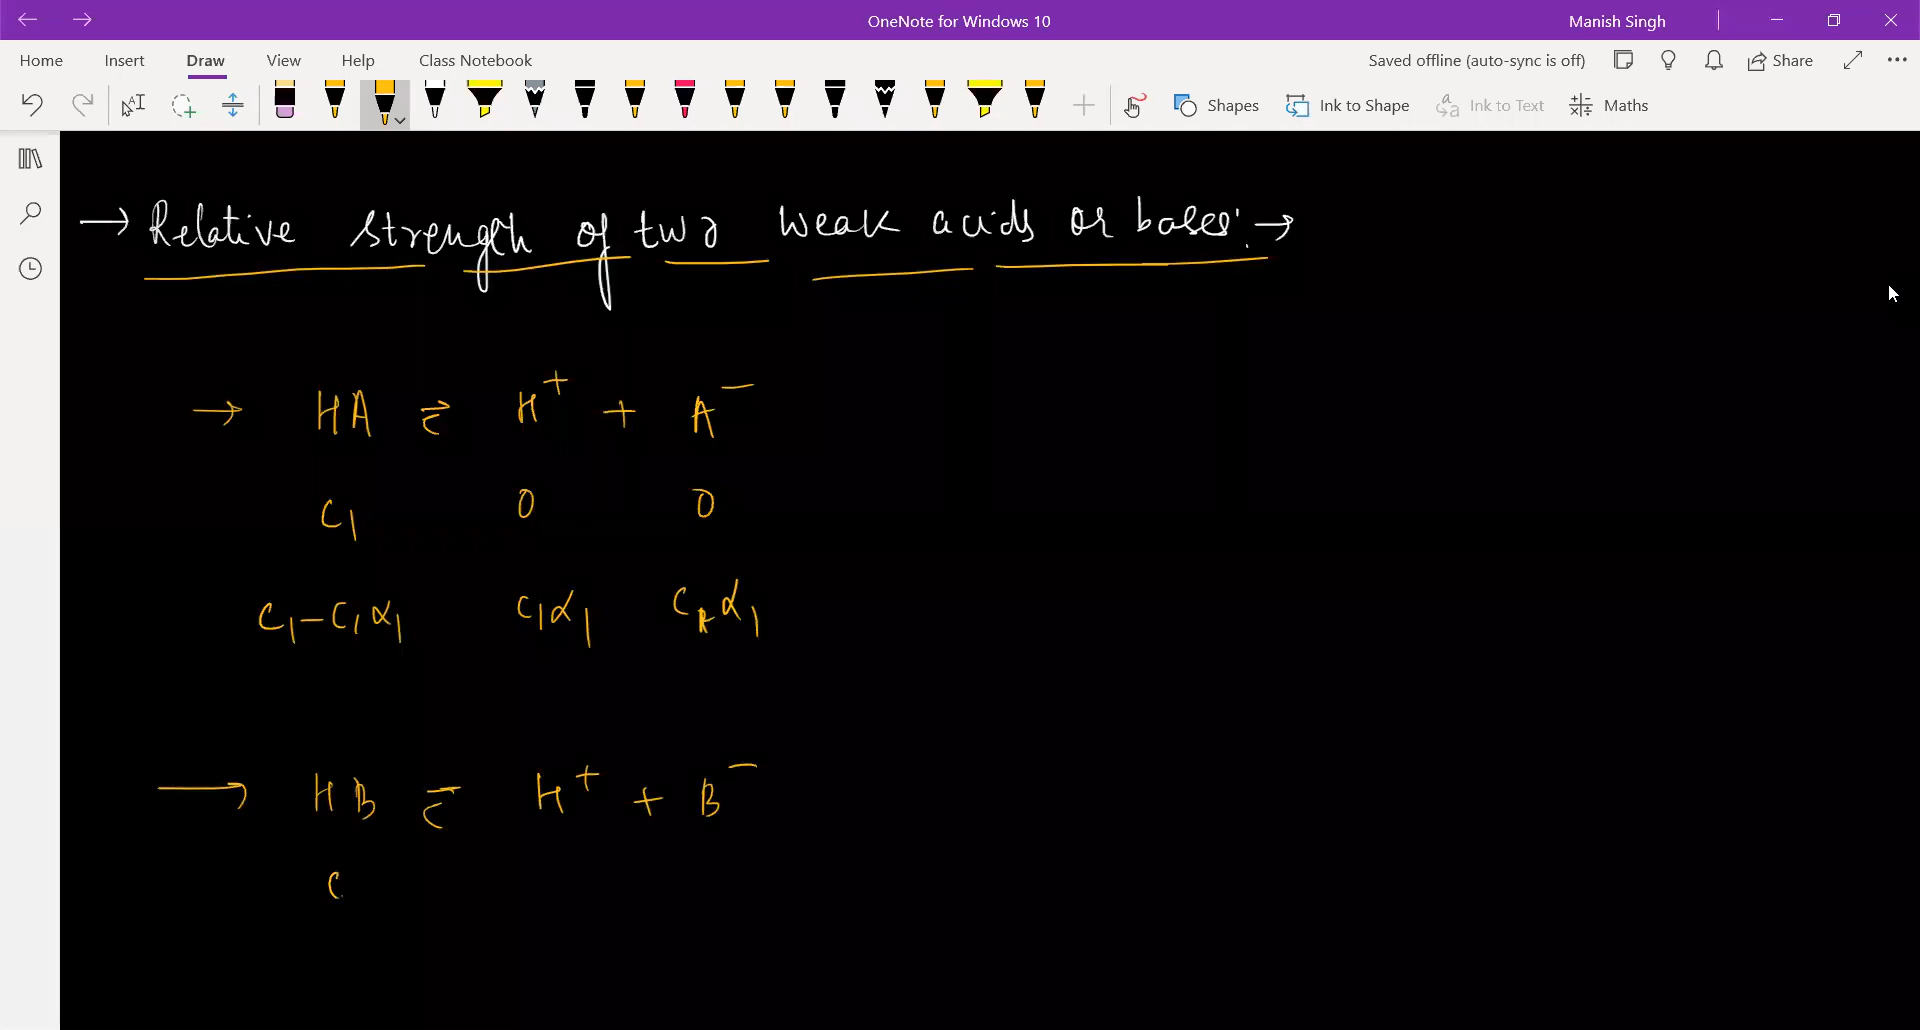 OneNote for Windows 10
Manish Singh
Home Insert Draw View Help Class Notebook
Saved offline (auto-sync is off) Share
Shapes Ink to Shape Ink to Text Maths
→ Relative strength of two weak acids or bases:→
→ HA ⇌ H⁺ + A⁻
C₁ 0 0
C₁-C₁α₁ C₁α₁ C₁α₁
→ HB ⇌ H⁺ + B⁻
C